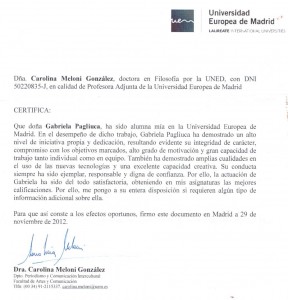 uem
Universidad
Europea de Madrid
LAUREATE INTERNATIONAL UNIVERSITIES
Dña. Carolina Meloni González, doctora en Filosofía por la UNED, con DNI
50220835-J, en calidad de Profesora Adjunta de la Universidad Europea de Madrid
CERTIFICA:
Que doña Gabriela Pagliuca, ha sido alumna mía en la Universidad Europea de
Madrid. En el desempeño de dicho trabajo, Gabriela Pagliuca ha demostrado un alto
nivel de iniciativa propia y dedicación, resultando evidente su integridad de carácter,
compromiso con los objetivos marcados, alto grado de motivación y gran capacidad de
trabajo tanto individual como en equipo. También ha demostrado amplias cualidades en
el uso de las nuevas tecnologías y una excelente capacidad creativa. Su conducta
siempre ha sido ejemplar, responsable y digna de confianza. Por ello, la actuación de
Gabriela ha sido del todo satisfactoria, obteniendo en mis asignaturas las mejores
calificaciones. Por ello, me pongo a su entera disposición si requieren algún tipo de
información adicional sobre ella.
Para que así conste a los efectos oportunos, firmo este documento en Madrid a 29 de
noviembre de 2012.
Dra. Carolina Meloni González
Dpto. Periodismo y Comunicación Intercultural
Facultad de Artes y Comunicación